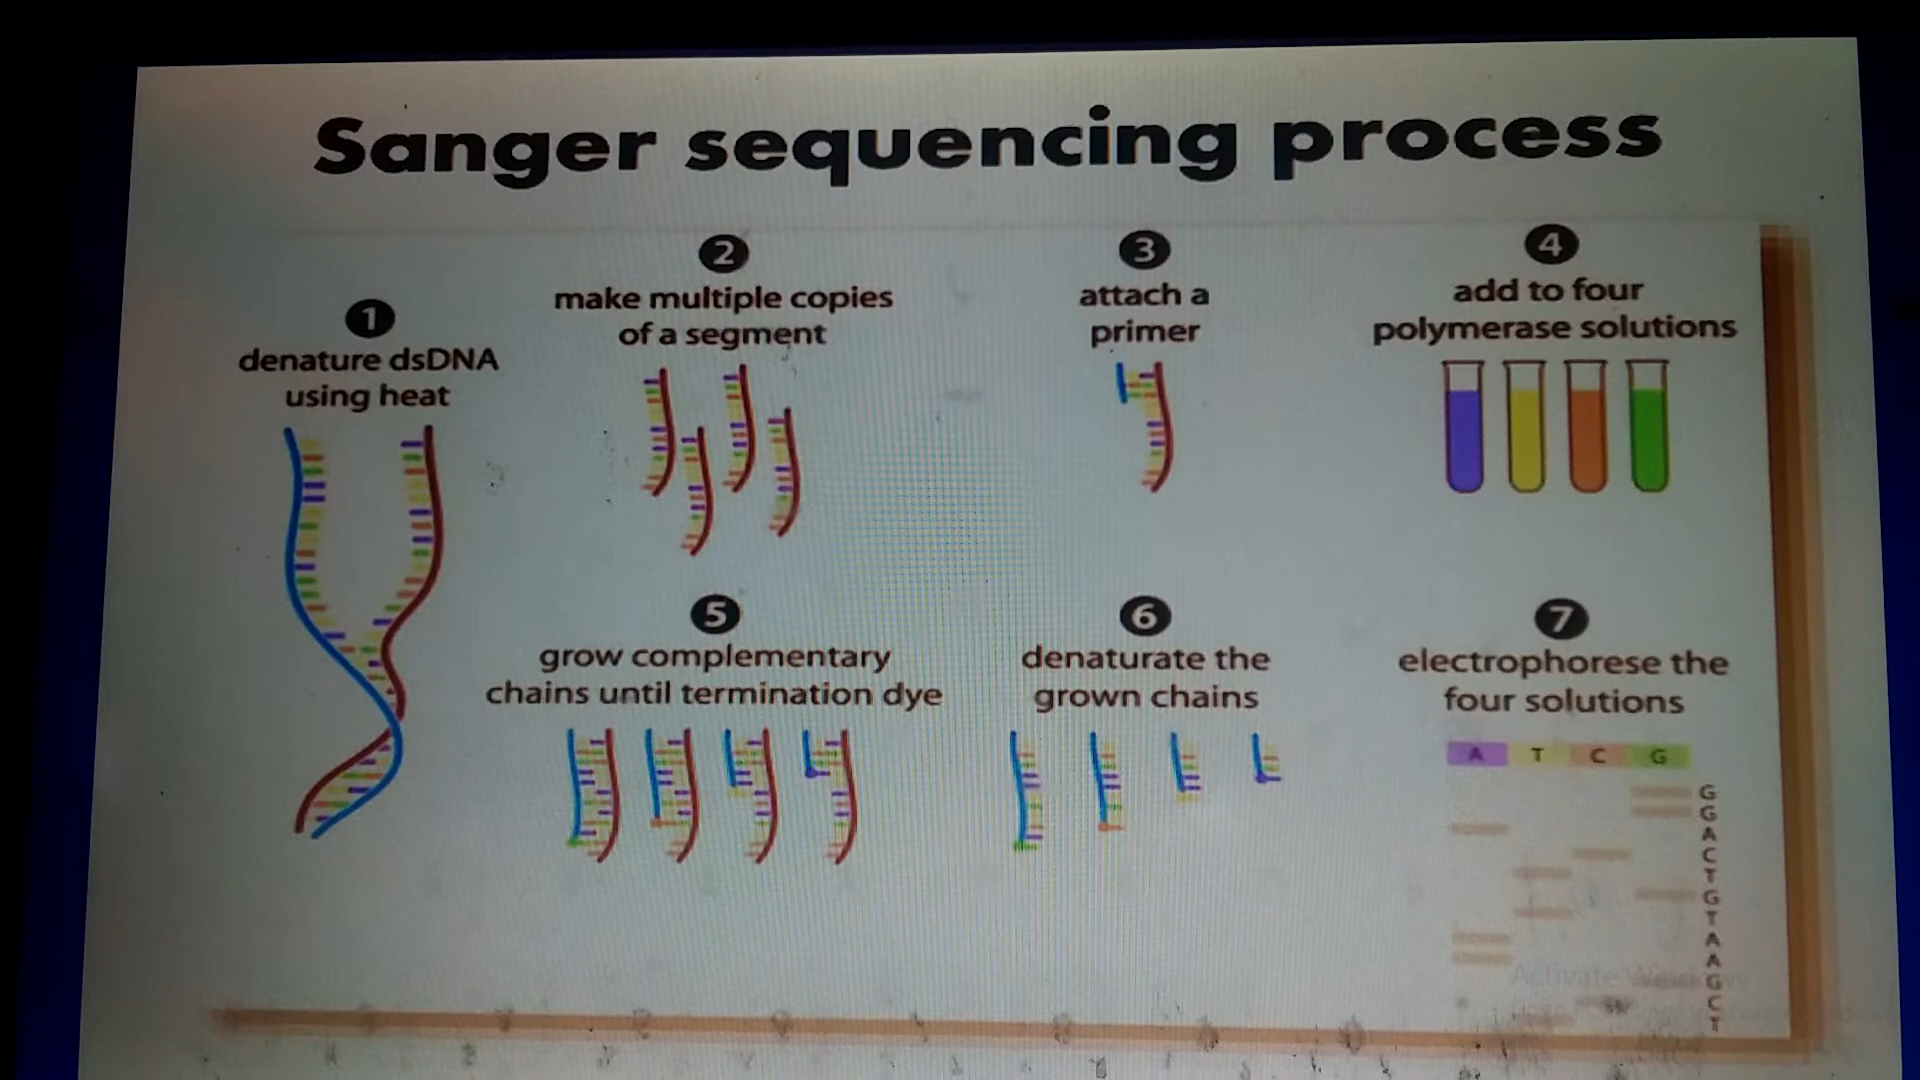 Sanger sequencing process
1
denature dsDNA
using heat
2
make multiple copies
of a segment
3
attach a
primer
4
add to four
polymerase solutions
5
grow complementary
chains until termination dye
6
denaturate the
grown chains
7
electrophorese the
four solutions
A T C G
G
G
A
C
T
G
T
A
A
G
C
T
Activate